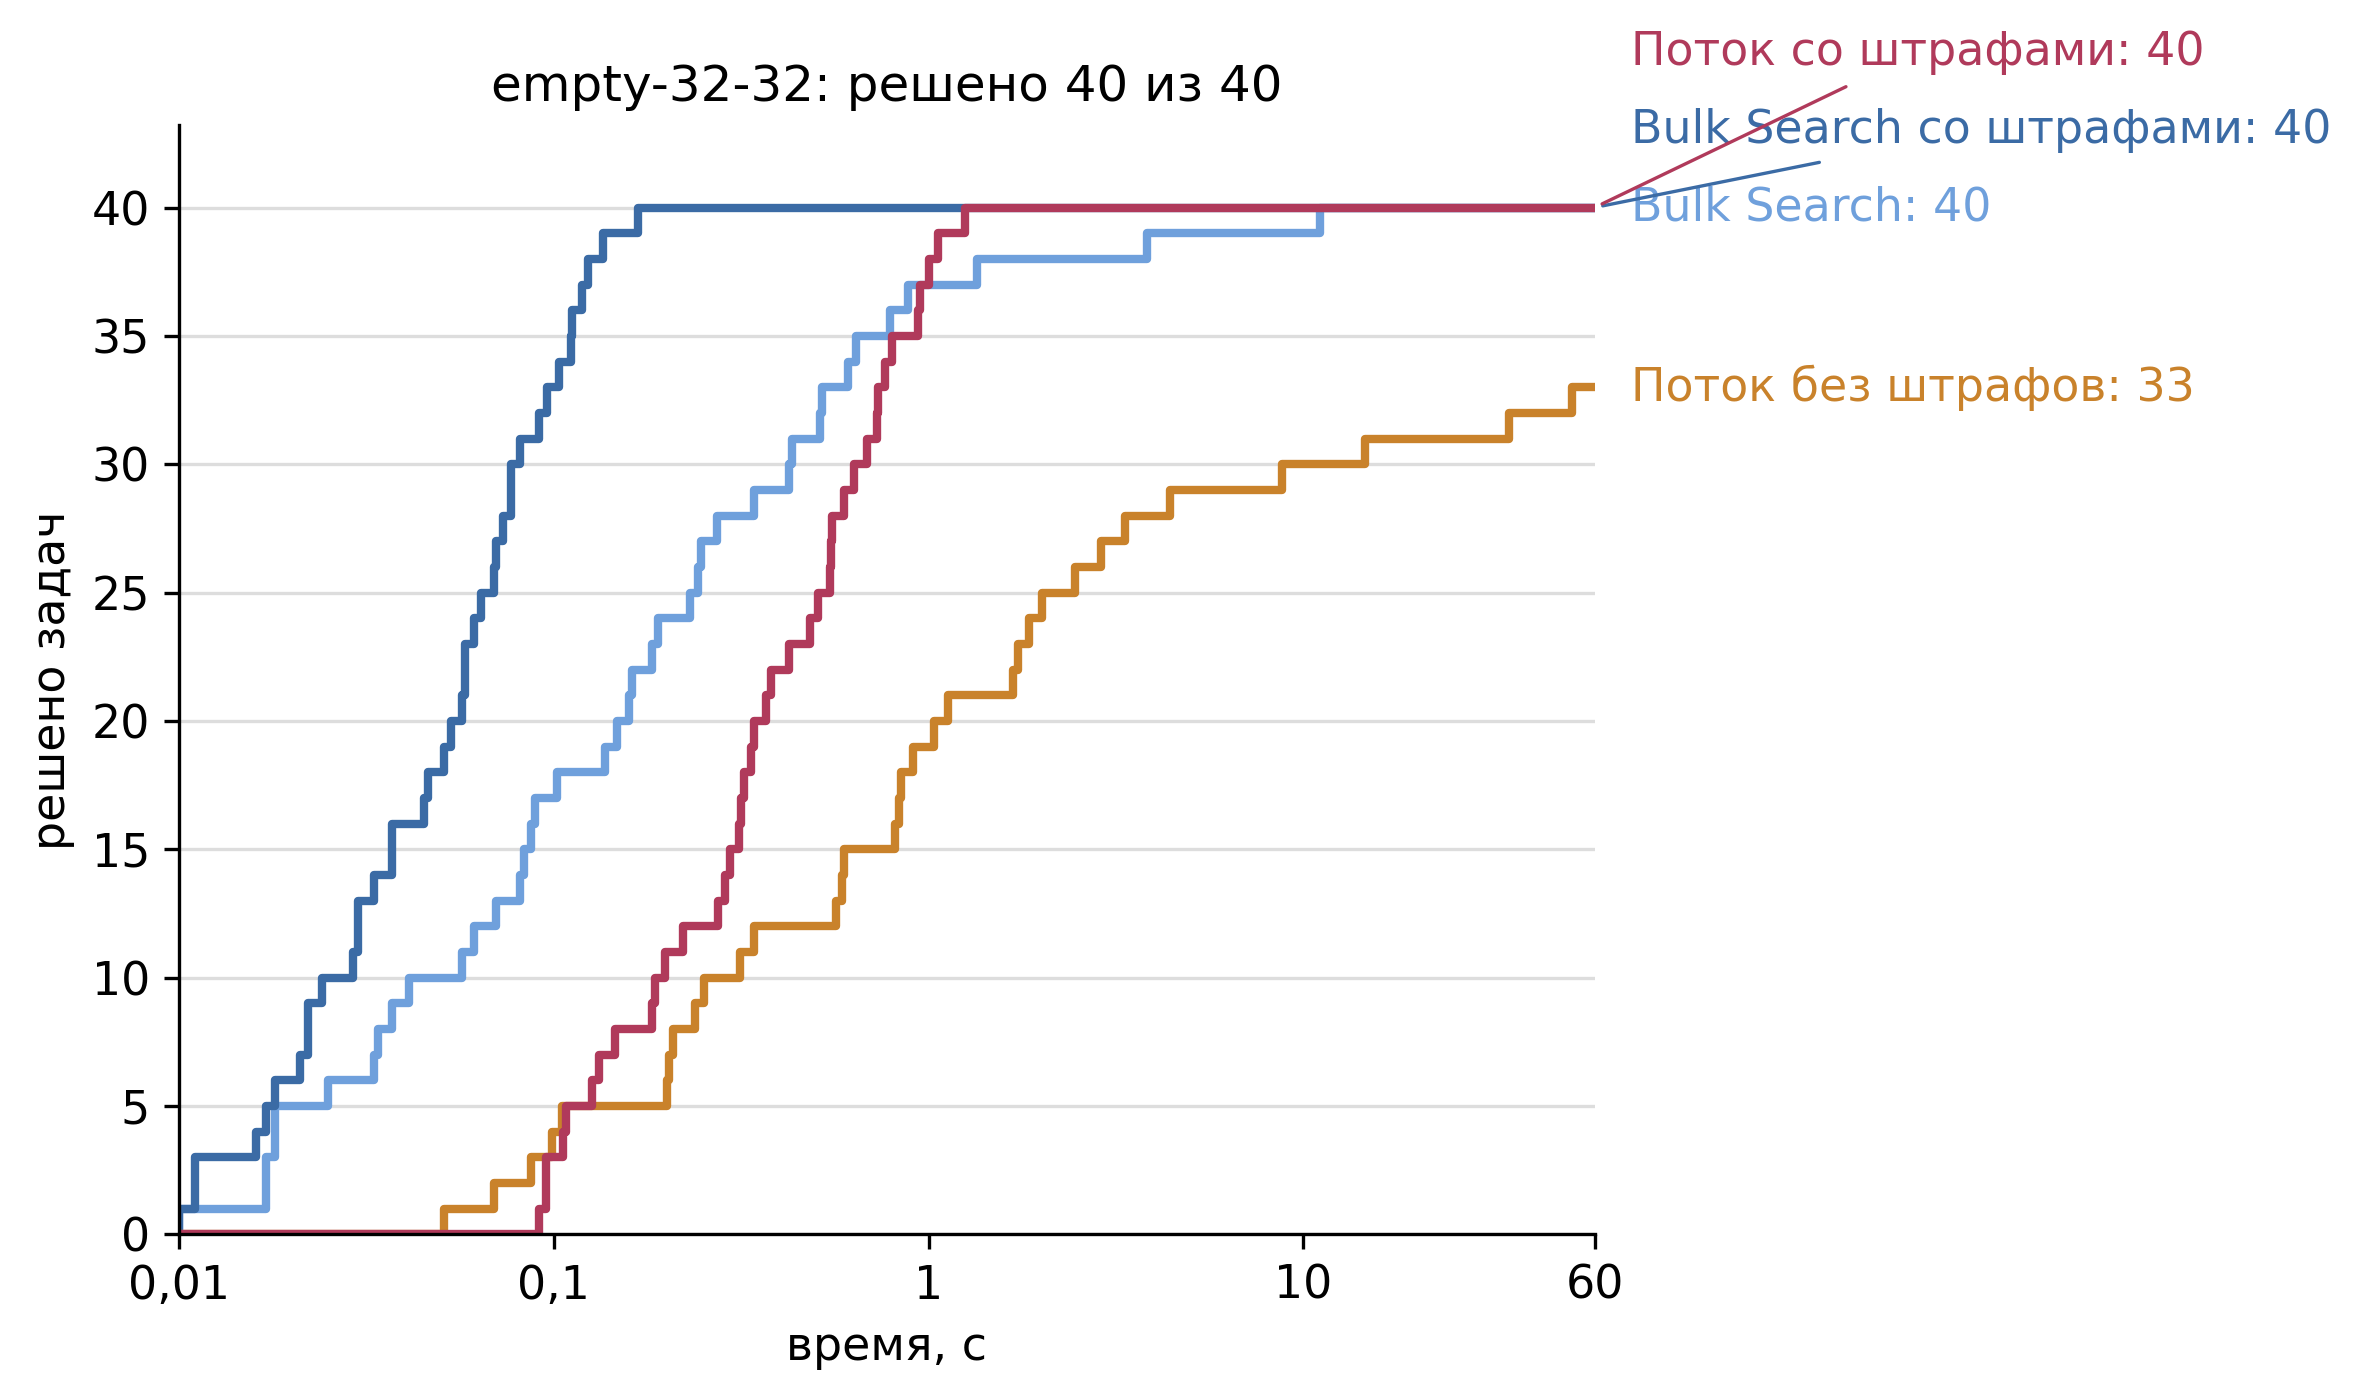 empty-32-32: решено 40 из 40
Поток со штрафами: 40
Bulk Search со штрафами: 40
Bulk Search: 40
Поток без штрафов: 33
решено задач
40
35
30
25
20
15
10
5
0
0,01
0,1
1
10
60
время, с